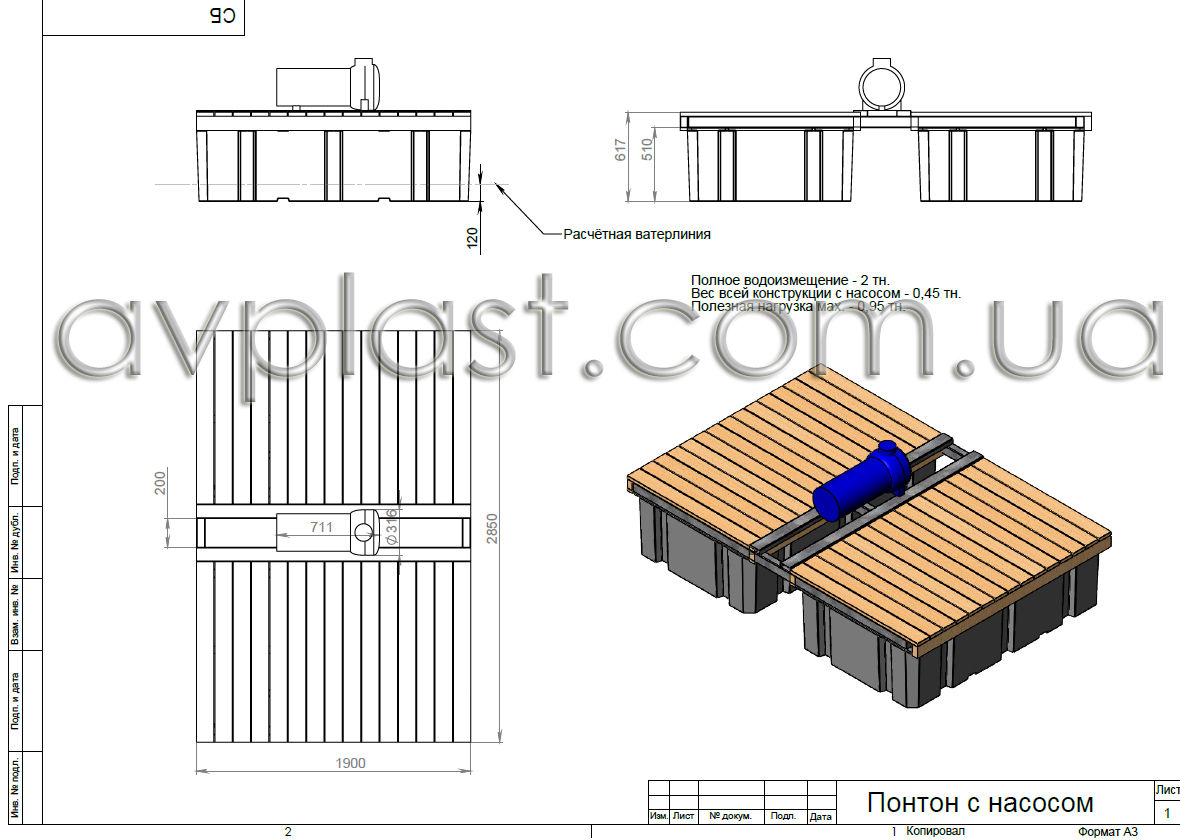 СБ
617
510
120
Расчётная ватерлиния
Полное водоизмещение - 2 тн.
Вес всей конструкции с насосом - 0,45 тн.
Полезная нагрузка мах. - 0,95 тн.
avplast.com.ua
200
711
Ø316
2850
1900
Подп. и дата
Инв. № дубл.
Взам. инв. №
Подп. и дата
Инв. № подл.
Изм. Лист № докум. Подп. Дата
Понтон с насосом
Лист
1
2
1 Копировал Формат А3